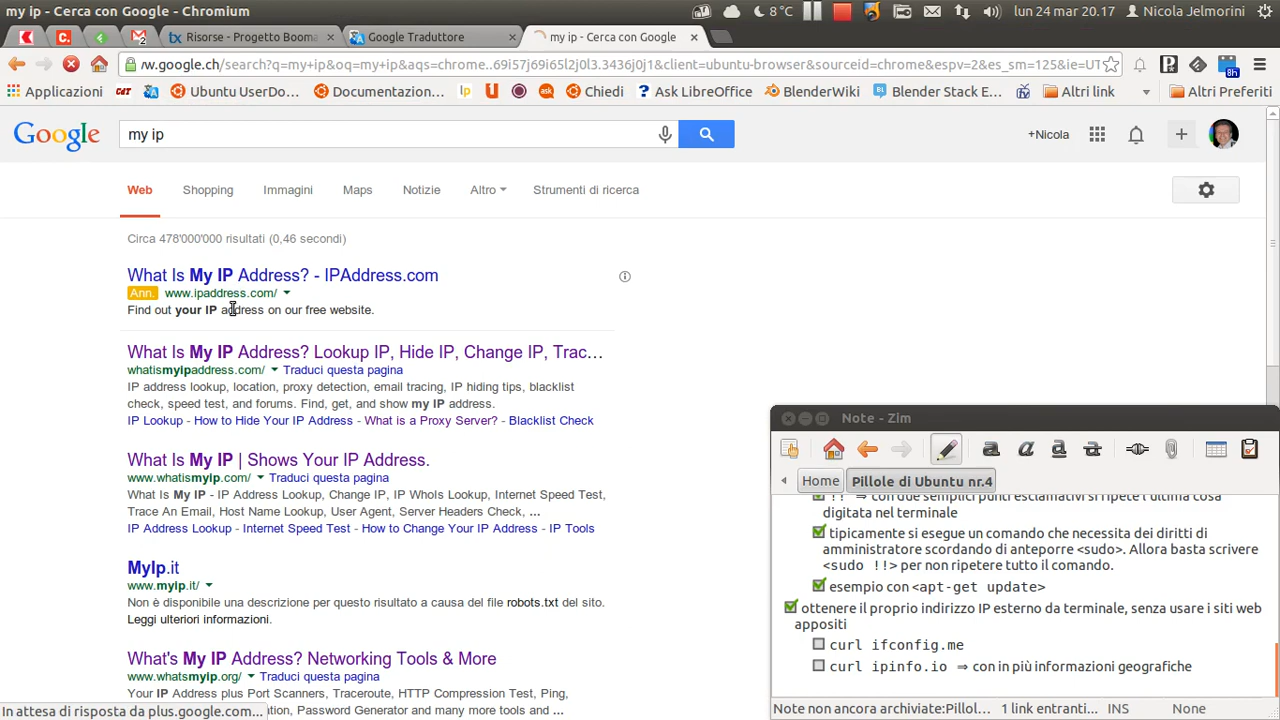 my ip - Cerca con Google - Chromium
8°C
lun 24 mar 20.17
Nicola Jelmorini
Risorse - Progetto Booma
Google Traduttore
my ip - Cerca con Google
w.google.ch/search?q=my+ip&oq=my+ip&aqs=chrome..69i57j69i65l2j0l3.3436j0j1&client=ubuntu-browser&sourceid=chrome&espv=2&es_sm=125&ie=UT
8h
Applicazioni
CAT
Ubuntu UserDo...
Documentazion...
Ip
Chiedi
Ask LibreOffice
BlenderWiki
Blender Stack E...
Altri link
Altri Preferiti
Google
my ip
+Nicola
Web
Shopping
Immagini
Maps
Notizie
Altro
Strumenti di ricerca
Circa 478'000'000 risultati (0,46 secondi)
What Is My IP Address? - IPAddress.com
Ann. www.ipaddress.com/
Find out your IP address on our free website.
What Is My IP Address? Lookup IP, Hide IP, Change IP, Trac...
whatismyipaddress.com/ Traduci questa pagina
IP address lookup, location, proxy detection, email tracing, IP hiding tips, blacklist
check, speed test, and forums. Find, get, and show my IP address.
IP Lookup - How to Hide Your IP Address - What is a Proxy Server? - Blacklist Check
What Is My IP | Shows Your IP Address.
www.whatismyip.com/ Traduci questa pagina
What Is My IP - IP Address Lookup, Change IP, IP WhoIs Lookup, Internet Speed Test,
Trace An Email, Host Name Lookup, User Agent, Server Headers Check, ...
IP Address Lookup - Internet Speed Test - How to Change Your IP Address - IP Tools
MyIp.it
www.myip.it/
Non è disponibile una descrizione per questo risultato a causa del file robots.txt del sito.
Leggi ulteriori informazioni.
What's My IP Address? Networking Tools & More
www.whatsmyip.org/ Traduci questa pagina
Your IP Address plus Port Scanners, Traceroute, HTTP Compression Test, Ping,
tion, Password Generator and many more tools and ...
In attesa di risposta da plus.google.com...
Note - Zim
Home
Pillole di Ubuntu nr.4
!! ⇒ con due semplici punti esclamativi si ripete l'ultima cosa
digitata nel terminale
tipicamente si esegue un comando che necessita dei diritti di
amministratore scordando di anteporre <sudo>. Allora basta scrivere
<sudo !!> per non ripetere tutto il comando.
esempio con <apt-get update>
ottenere il proprio indirizzo IP esterno da terminale, senza usare i siti web
appositi
curl ifconfig.me
curl ipinfo.io ⇒ con in più informazioni geografiche
Note non ancora archiviate:Pillol...
1 link entranti...
INS
None